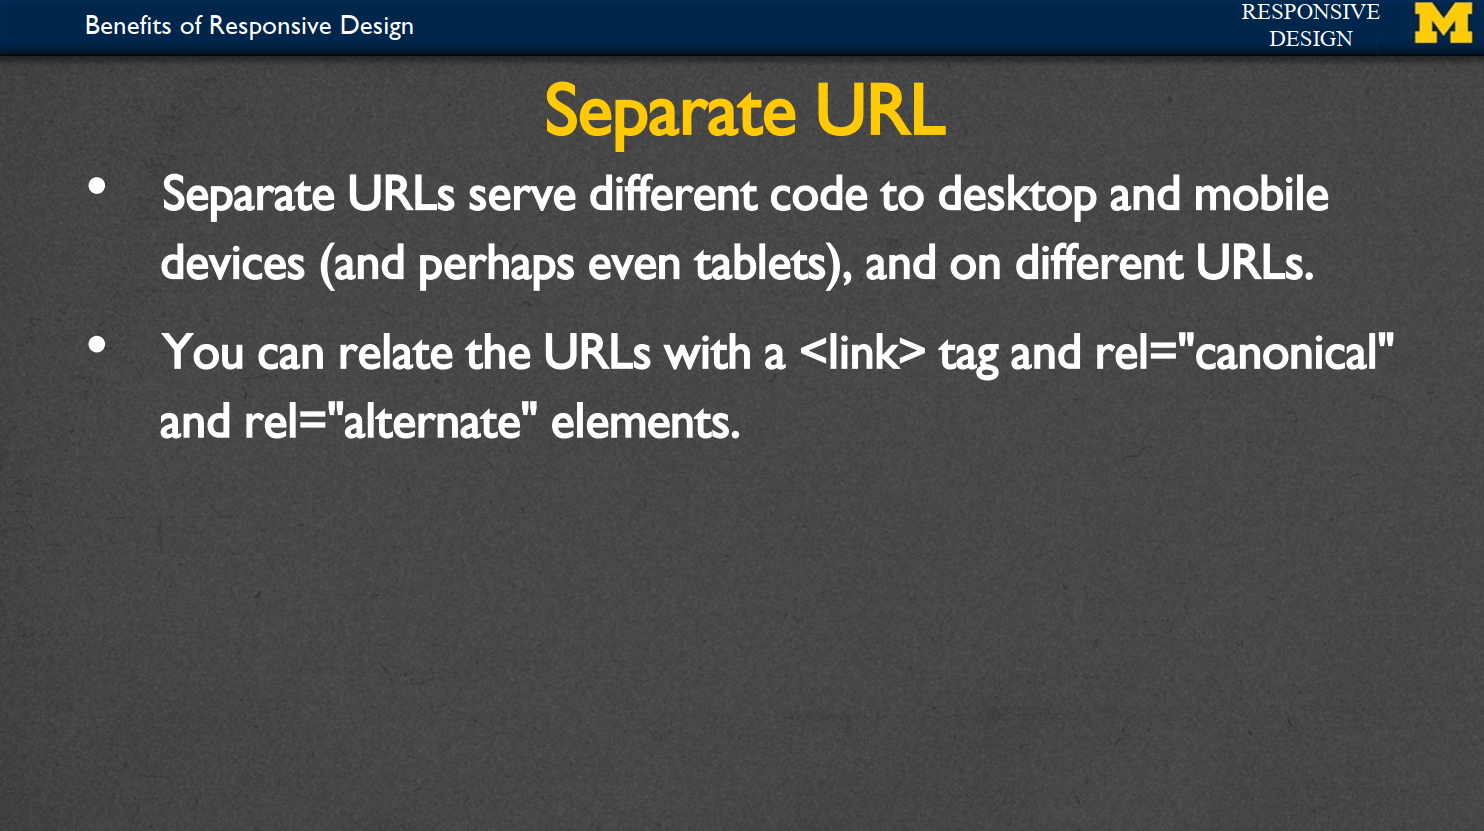 Benefits of Responsive Design
RESPONSIVE
DESIGN
M
Separate URL
• Separate URLs serve different code to desktop and mobile
devices (and perhaps even tablets), and on different URLs.
• You can relate the URLs with a <link> tag and rel="canonical"
and rel="alternate" elements.